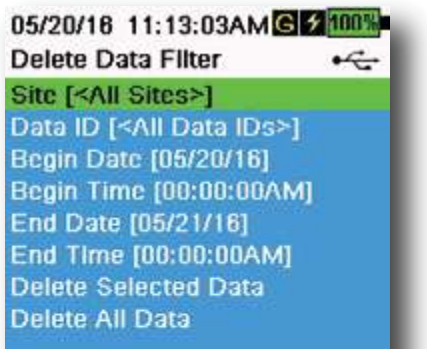 05/20/16 11:13:03AM G 100%
Delete Data Filter
Site [<All Sites>]
Data ID [<All Data IDs>]
Begin Date [05/20/16]
Begin Time [00:00:00AM]
End Date [05/21/16]
End Time [00:00:00AM]
Delete Selected Data
Delete All Data